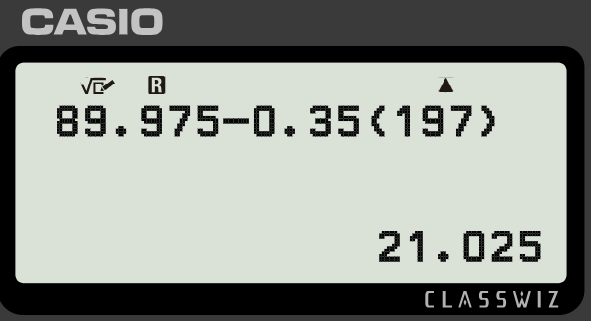 CASIO
√□ R
89.975−0.35(197)
21.025
CLASSWIZ